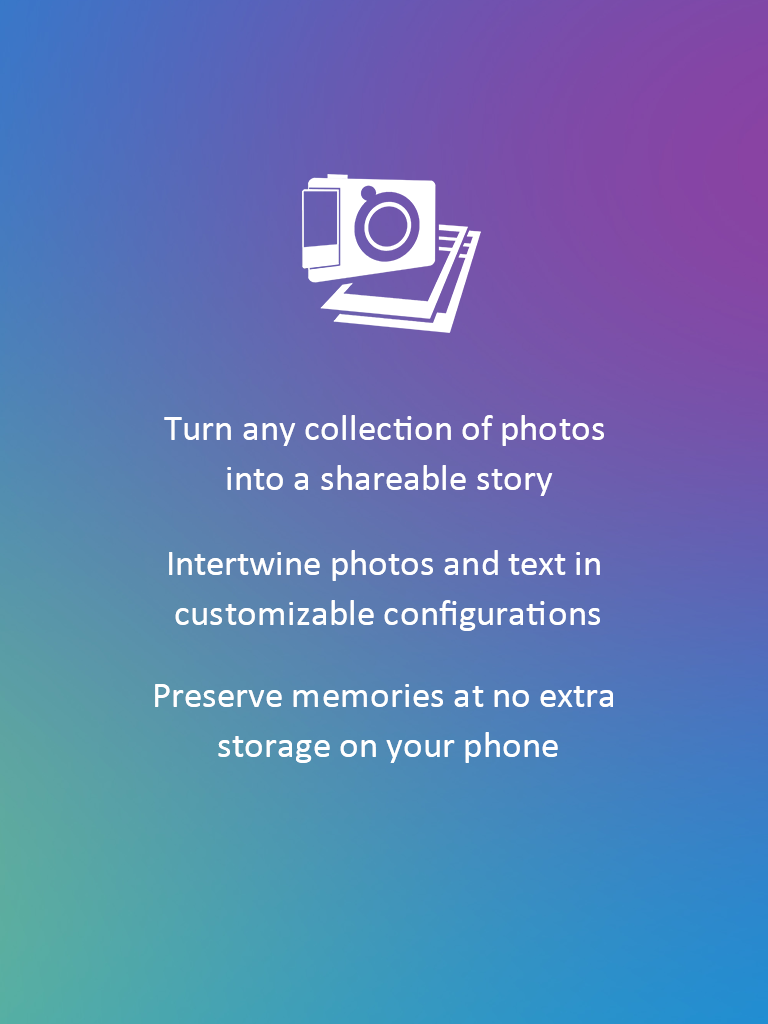 Turn any collection of photos
into a shareable story
Intertwine photos and text in
customizable configurations
Preserve memories at no extra
storage on your phone